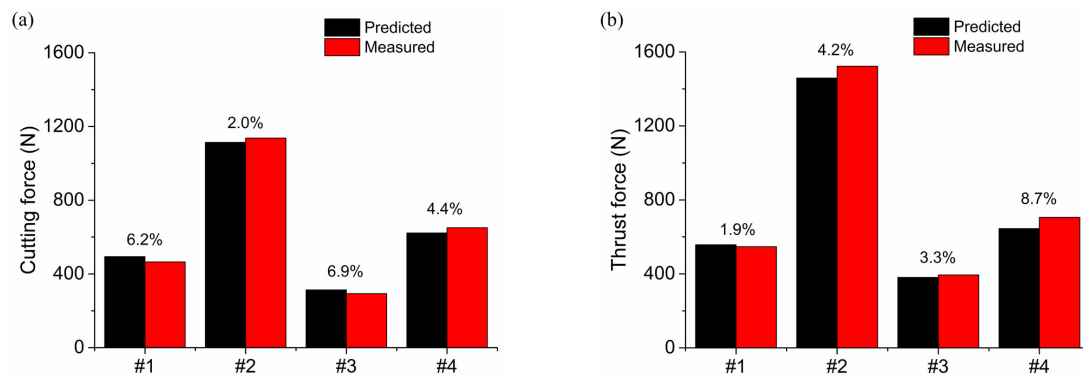 (a)
Predicted
Measured
Cutting force (N)
1600
1200
800
400
0
6.2%
2.0%
6.9%
4.4%
#1 #2 #3 #4
(b)
Predicted
Measured
Thrust force (N)
1600
1200
800
400
0
1.9%
4.2%
3.3%
8.7%
#1 #2 #3 #4